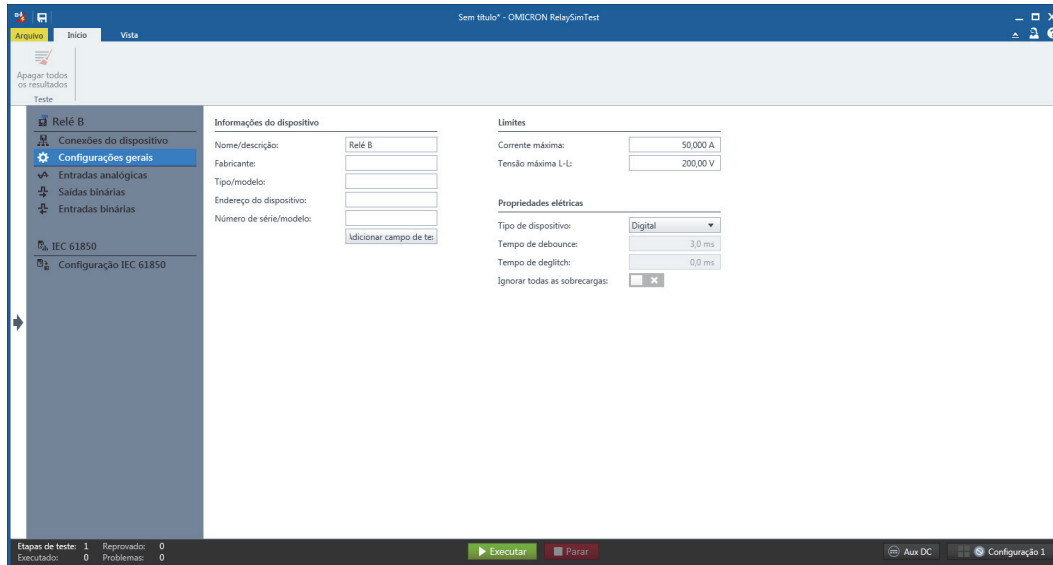 Sem título* - OMICRON RelaySimTest
Arquivo Início Vista
Apagar todos
os resultados
Teste
Relé B
Conexões do dispositivo
Configurações gerais
Entradas analógicas
Saídas binárias
Entradas binárias
IEC 61850
Configuração IEC 61850
Informações do dispositivo
Nome/descrição: Relé B
Fabricante:
Tipo/modelo:
Endereço do dispositivo:
Número de série/modelo:
Adicionar campo de te:
Limites
Corrente máxima: 50,000 A
Tensão máxima L-L: 200,00 V
Propriedades elétricas
Tipo de dispositivo: Digital
Tempo de debounce: 3,0 ms
Tempo de deglitch: 0,0 ms
Ignorar todas as sobrecargas:
Etapas de teste: 1 Reprovado: 0
Executado: 0 Problemas: 0
Executar Parar
Aux DC Configuração 1